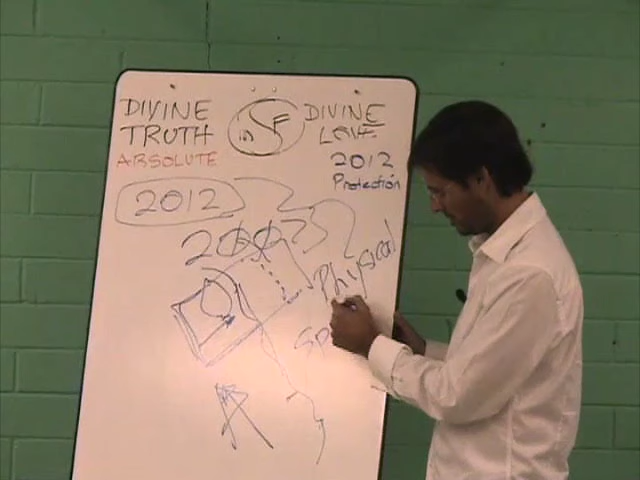 DIVINE
TRUTH
ABSOLUTE
DIVINE
LOVE
2012
Protection
2012
Physical